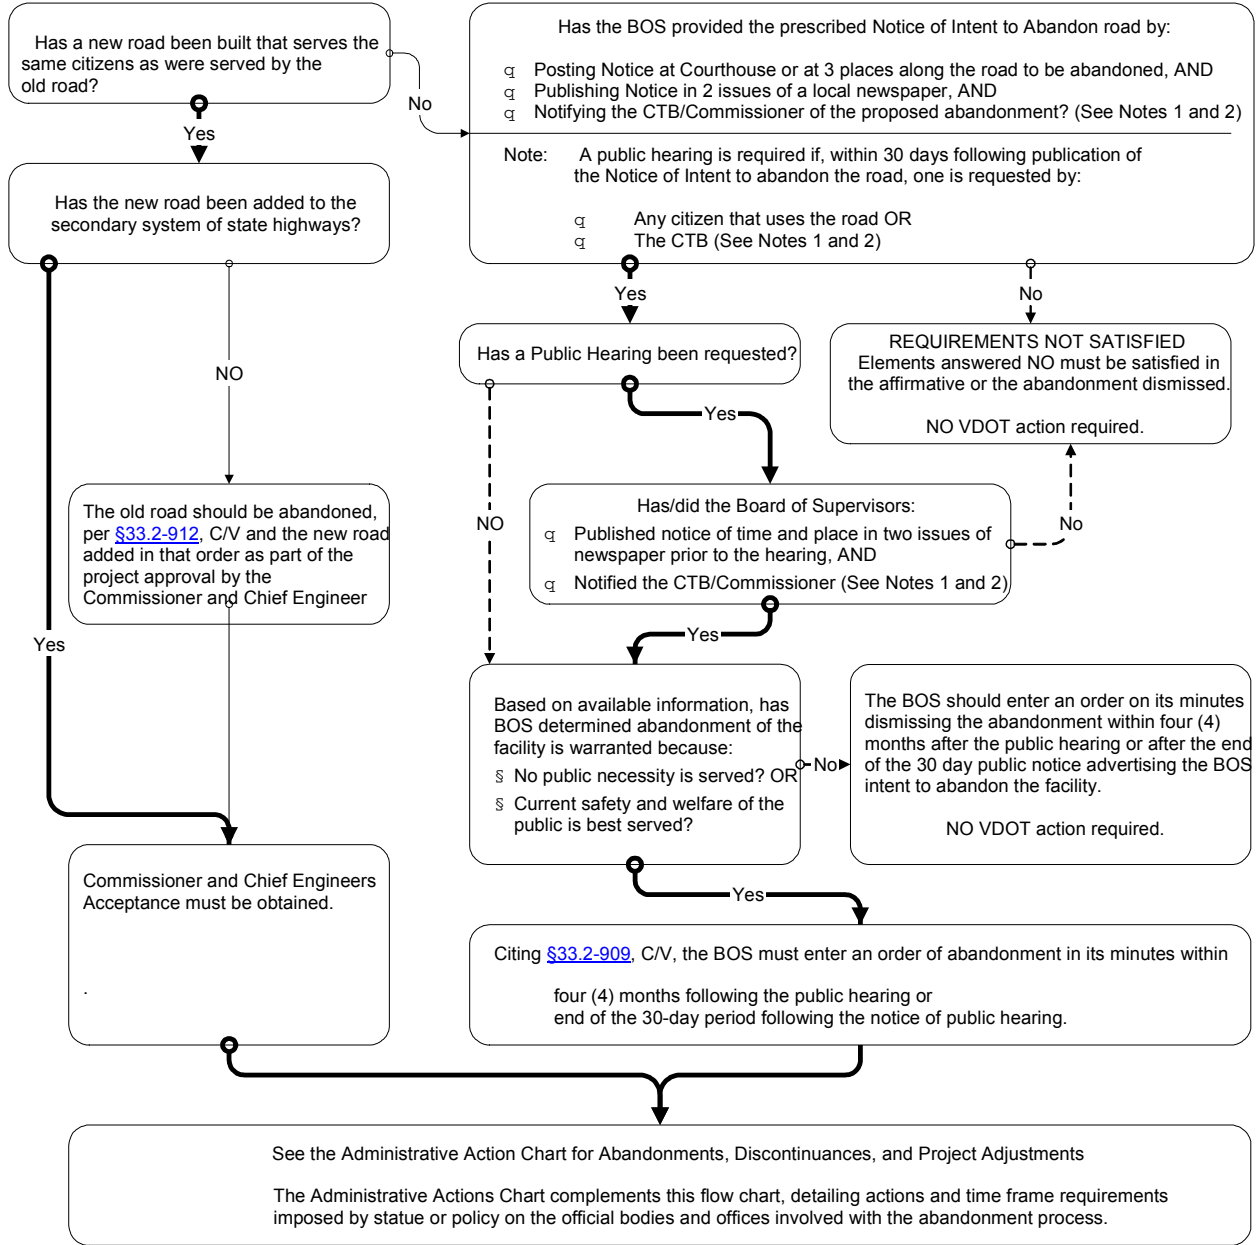 Has a new road been built that serves the
same citizens as were served by the
old road?
Yes
No
Has the BOS provided the prescribed Notice of Intent to Abandon road by:
q Posting Notice at Courthouse or at 3 places along the road to be abandoned, AND
q Publishing Notice in 2 issues of a local newspaper, AND
q Notifying the CTB/Commissioner of the proposed abandonment? (See Notes 1 and 2)
Note: A public hearing is required if, within 30 days following publication of
the Notice of Intent to abandon the road, one is requested by:
q Any citizen that uses the road OR
q The CTB (See Notes 1 and 2)
Has the new road been added to the
secondary system of state highways?
Yes
NO
Yes
No
Has a Public Hearing been requested?
REQUIREMENTS NOT SATISFIED
Elements answered NO must be satisfied in
the affirmative or the abandonment dismissed.
NO VDOT action required.
Yes
NO
The old road should be abandoned,
per §33.2-912, C/V and the new road
added in that order as part of the
project approval by the
Commissioner and Chief Engineer
Has/did the Board of Supervisors:
q Published notice of time and place in two issues of
newspaper prior to the hearing, AND
q Notified the CTB/Commissioner (See Notes 1 and 2)
No
Yes
Based on available information, has
BOS determined abandonment of the
facility is warranted because:
§ No public necessity is served? OR
§ Current safety and welfare of the
public is best served?
No
The BOS should enter an order on its minutes
dismissing the abandonment within four (4)
months after the public hearing or after the end
of the 30 day public notice advertising the BOS
intent to abandon the facility.
NO VDOT action required.
Yes
Commissioner and Chief Engineers
Acceptance must be obtained.
.
Citing §33.2-909, C/V, the BOS must enter an order of abandonment in its minutes within
four (4) months following the public hearing or
end of the 30-day period following the notice of public hearing.
See the Administrative Action Chart for Abandonments, Discontinuances, and Project Adjustments
The Administrative Actions Chart complements this flow chart, detailing actions and time frame requirements
imposed by statue or policy on the official bodies and offices involved with the abandonment process.